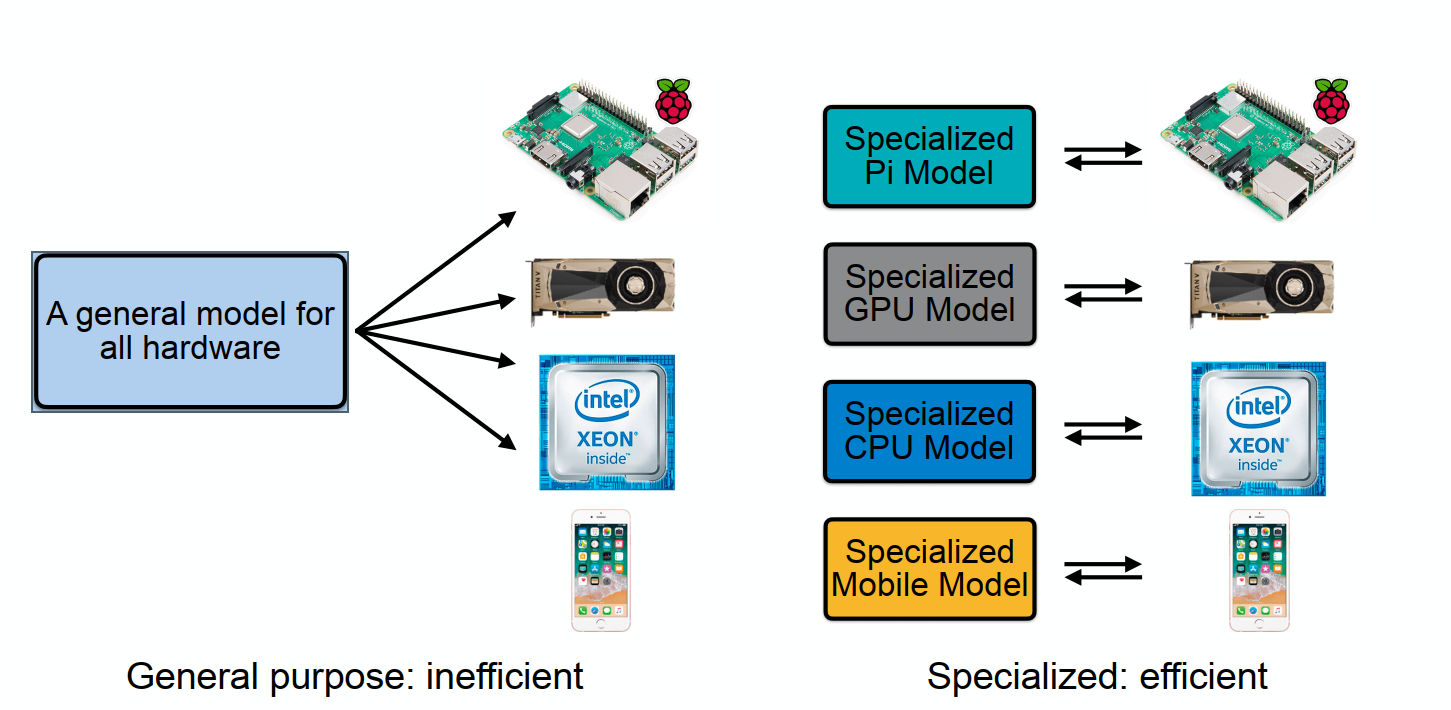 A general model for
all hardware
TITAN V
intel
XEON
inside™
General purpose: inefficient
Specialized
Pi Model
Specialized
GPU Model
Specialized
CPU Model
Specialized
Mobile Model
TITAN V
intel
XEON
inside™
Specialized: efficient